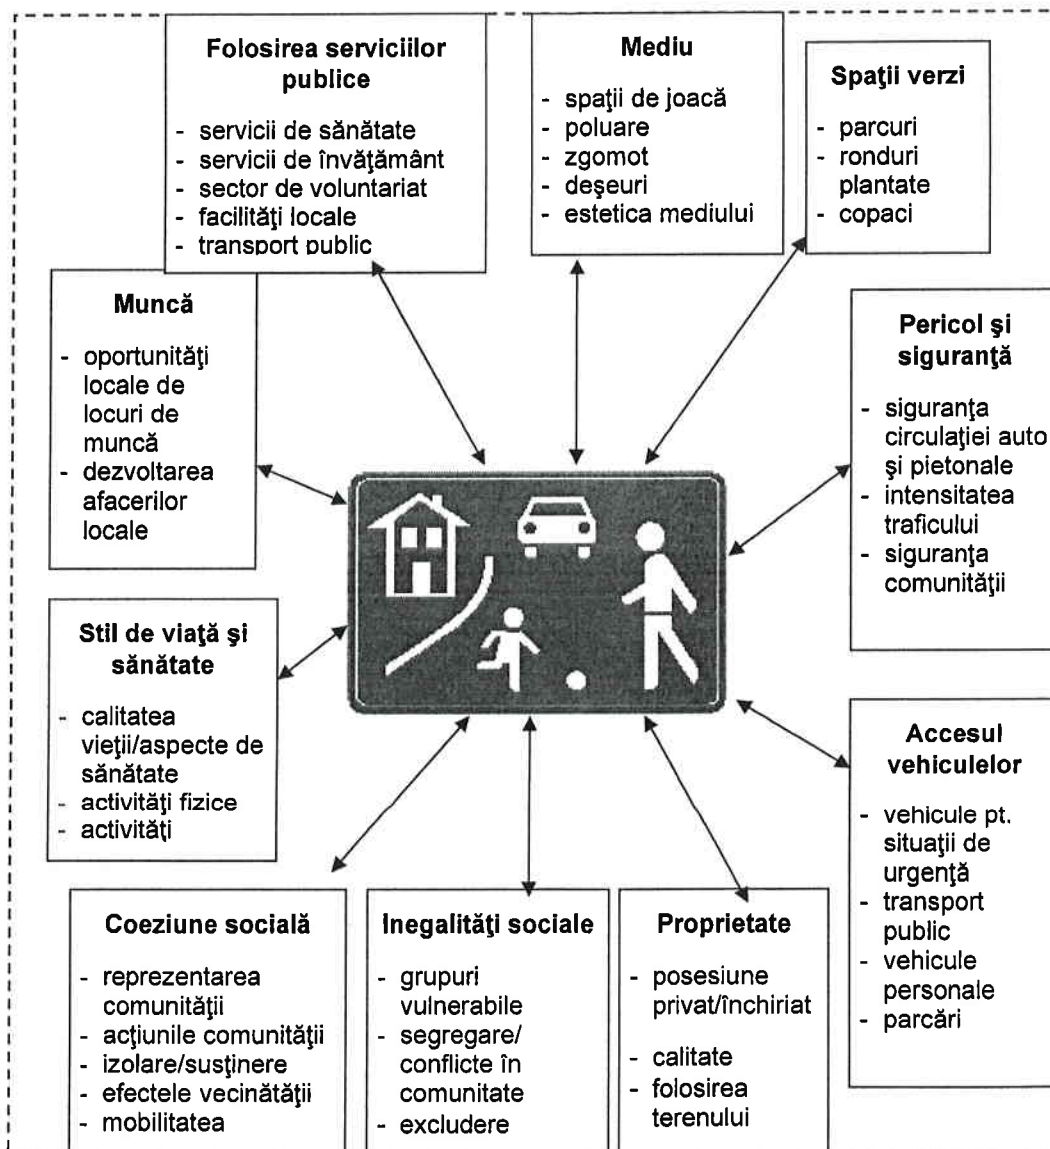 Folosirea serviciilor
publice
- servicii de sănătate
- servicii de învăţământ
- sector de voluntariat
- facilităţi locale
- transport public
Mediu
- spaţii de joacă
- poluare
- zgomot
- deşeuri
- estetica mediului
Spaţii verzi
- parcuri
- ronduri
plantate
- copaci
Muncă
- oportunităţi
locale de
locuri de
muncă
- dezvoltarea
afacerilor
locale
Pericol şi
siguranţă
- siguranţa
circulaţiei auto
şi pietonale
- intensitatea
traficului
- siguranţa
comunităţii
Stil de viaţă şi
sănătate
- calitatea
vieţii/aspecte de
sănătate
- activităţi fizice
- activităţi
Accesul
vehiculelor
- vehicule pt.
situaţii de
urgenţă
- transport
public
- vehicule
personale
- parcări
Coeziune socială
- reprezentarea
comunităţii
- acţiunile comunităţii
- izolare/susţinere
- efectele vecinătăţii
- mobilitatea
Inegalităţi sociale
- grupuri
vulnerabile
- segregare/
conflicte în
comunitate
- excludere
Proprietate
- posesiune
privat/închiriat
- calitate
- folosirea
terenului